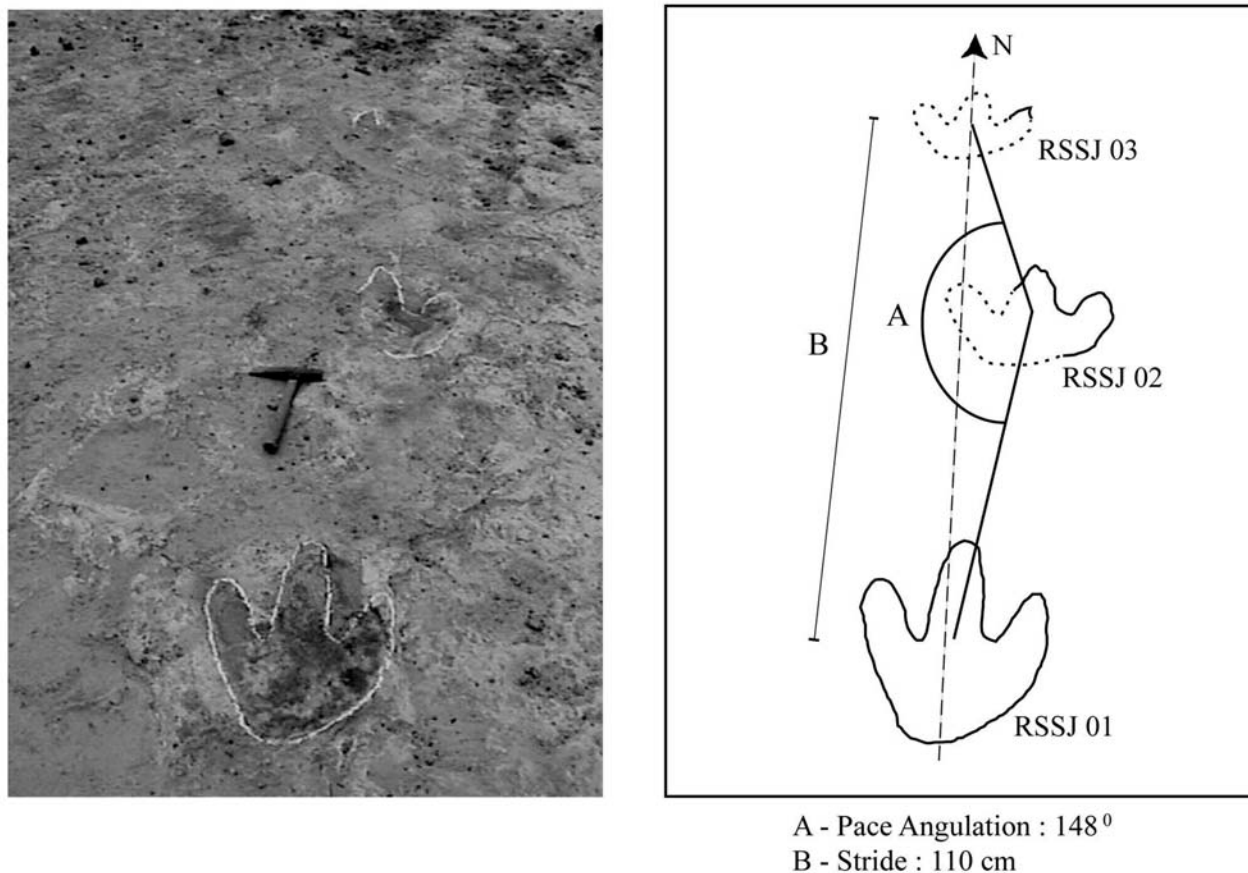 N
RSSJ 03
A
B
RSSJ 02
RSSJ 01
A - Pace Angulation : 148⁰
B - Stride : 110 cm